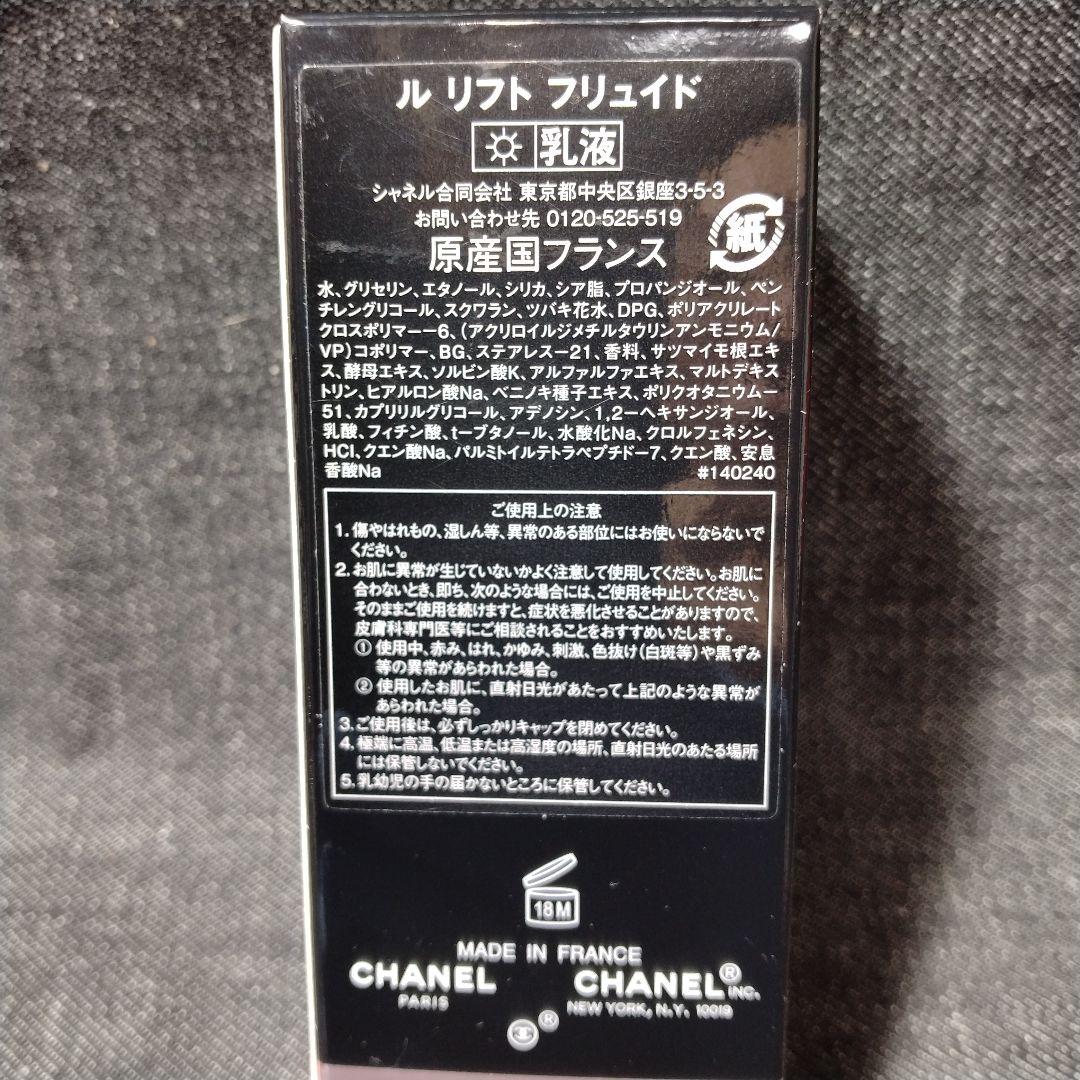 ル リフト フリュイド
乳液
シャネル合同会社 東京都中央区銀座3-5-3
お問い合わせ先 0120-525-519
紙
原産国フランス
水、グリセリン、エタノール、シリカ、シア脂、プロパンジオール、ペン
チレングリコール、スクワラン、ツバキ花水、DPG、ポリアクリレート
クロスポリマー－6、(アクリロイルジメチルタウリンアンモニウム/
VP)コポリマー、BG、ステアレス－21、香料、サツマイモ根エキ
ス、酵母エキス、ソルビン酸K、アルファルファエキス、マルトデキス
トリン、ヒアルロン酸Na、ベニノキ種子エキス、ポリクオタニウム－
51、カプリリルグリコール、アデノシン、1,2－ヘキサンジオール、
乳酸、フィチン酸、t－ブタノール、水酸化Na、クロルフェネシン、
HCl、クエン酸Na、パルミトイルテトラペプチド－7、クエン酸、安息
香酸Na #140240
ご使用上の注意
1. 傷やはれもの、湿しん等、異常のある部位にはお使いにならないで
ください。
2. お肌に異常が生じていないかよく注意して使用してください。お肌に
合わないとき、即ち、次のような場合には、ご使用を中止してください。
そのままご使用を続けますと、症状を悪化させることがありますので、
皮膚科専門医等にご相談されることをおすすめいたします。
① 使用中、赤み、はれ、かゆみ、刺激、色抜け(白斑等)や黒ずみ
等の異常があらわれた場合。
② 使用したお肌に、直射日光があたって上記のような異常が
あらわれた場合。
3. ご使用後は、必ずしっかりキャップを閉めてください。
4. 極端に高温、低温または高湿度の場所、直射日光のあたる場所
には保管しないでください。
5. 乳幼児の手の届かないところに保管してください。
18M
MADE IN FRANCE
CHANEL CHANEL®
PARIS INC.
NEW YORK, N.Y. 10019
®